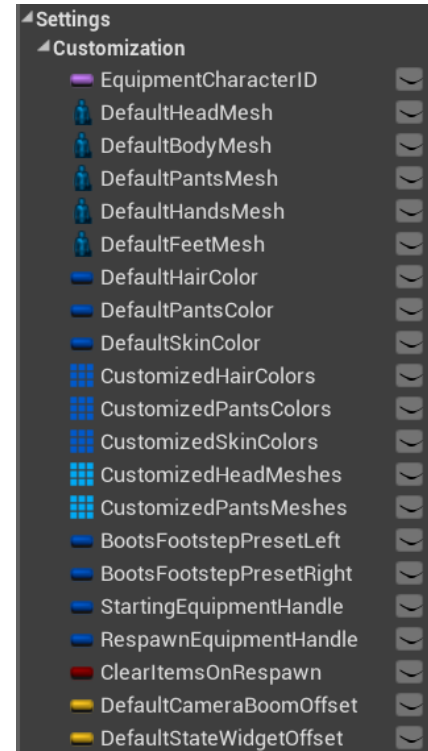 Settings
Customization
EquipmentCharacterID
DefaultHeadMesh
DefaultBodyMesh
DefaultPantsMesh
DefaultHandsMesh
DefaultFeetMesh
DefaultHairColor
DefaultPantsColor
DefaultSkinColor
CustomizedHairColors
CustomizedPantsColors
CustomizedSkinColors
CustomizedHeadMeshes
CustomizedPantsMeshes
BootsFootstepPresetLeft
BootsFootstepPresetRight
StartingEquipmentHandle
RespawnEquipmentHandle
ClearItemsOnRespawn
DefaultCameraBoomOffset
DefaultStateWidgetOffset